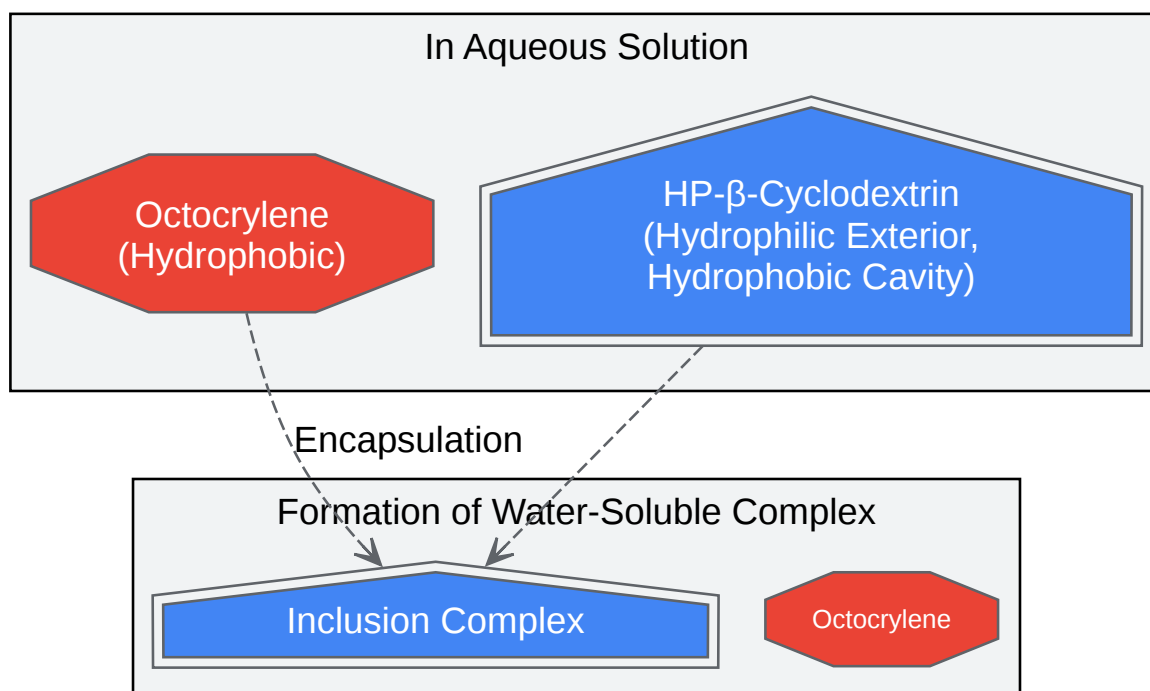 In Aqueous Solution
Octocrylene
(Hydrophobic)
HP-β-Cyclodextrin
(Hydrophilic Exterior,
Hydrophobic Cavity)
Encapsulation
Formation of Water-Soluble Complex
Inclusion Complex
Octocrylene